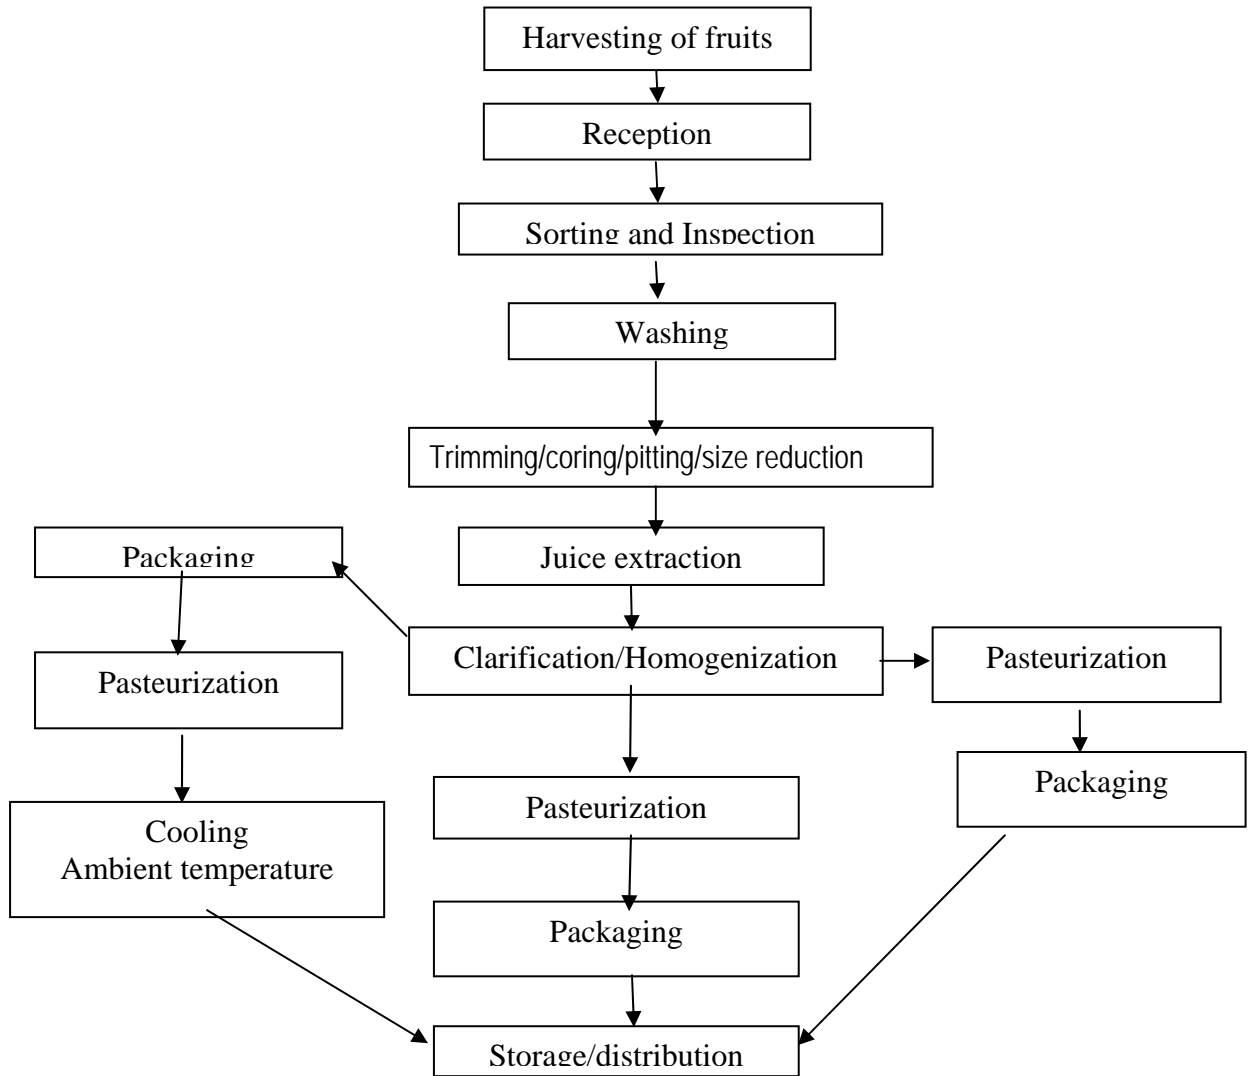 Harvesting of fruits
Reception
Sorting and Inspection
Washing
Trimming/coring/pitting/size reduction
Packaging
Juice extraction
Clarification/Homogenization
Pasteurization
Pasteurization
Packaging
Pasteurization
Cooling
Ambient temperature
Packaging
Storage/distribution